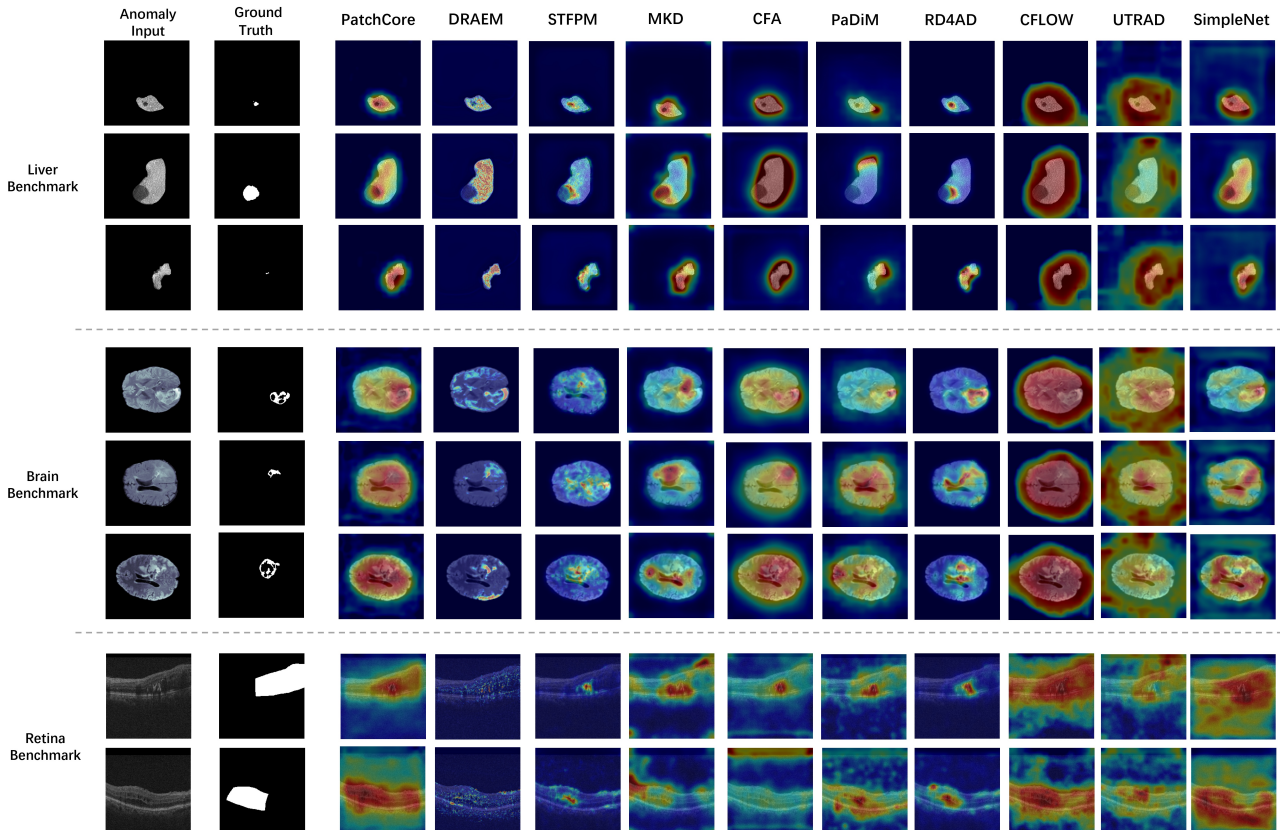 Anomaly Input
Ground Truth
PatchCore
DRAEM
STFPM
MKD
CFA
PaDiM
RD4AD
CFLOW
UTRAD
SimpleNet
Liver
Benchmark
Brain
Benchmark
Retina
Benchmark